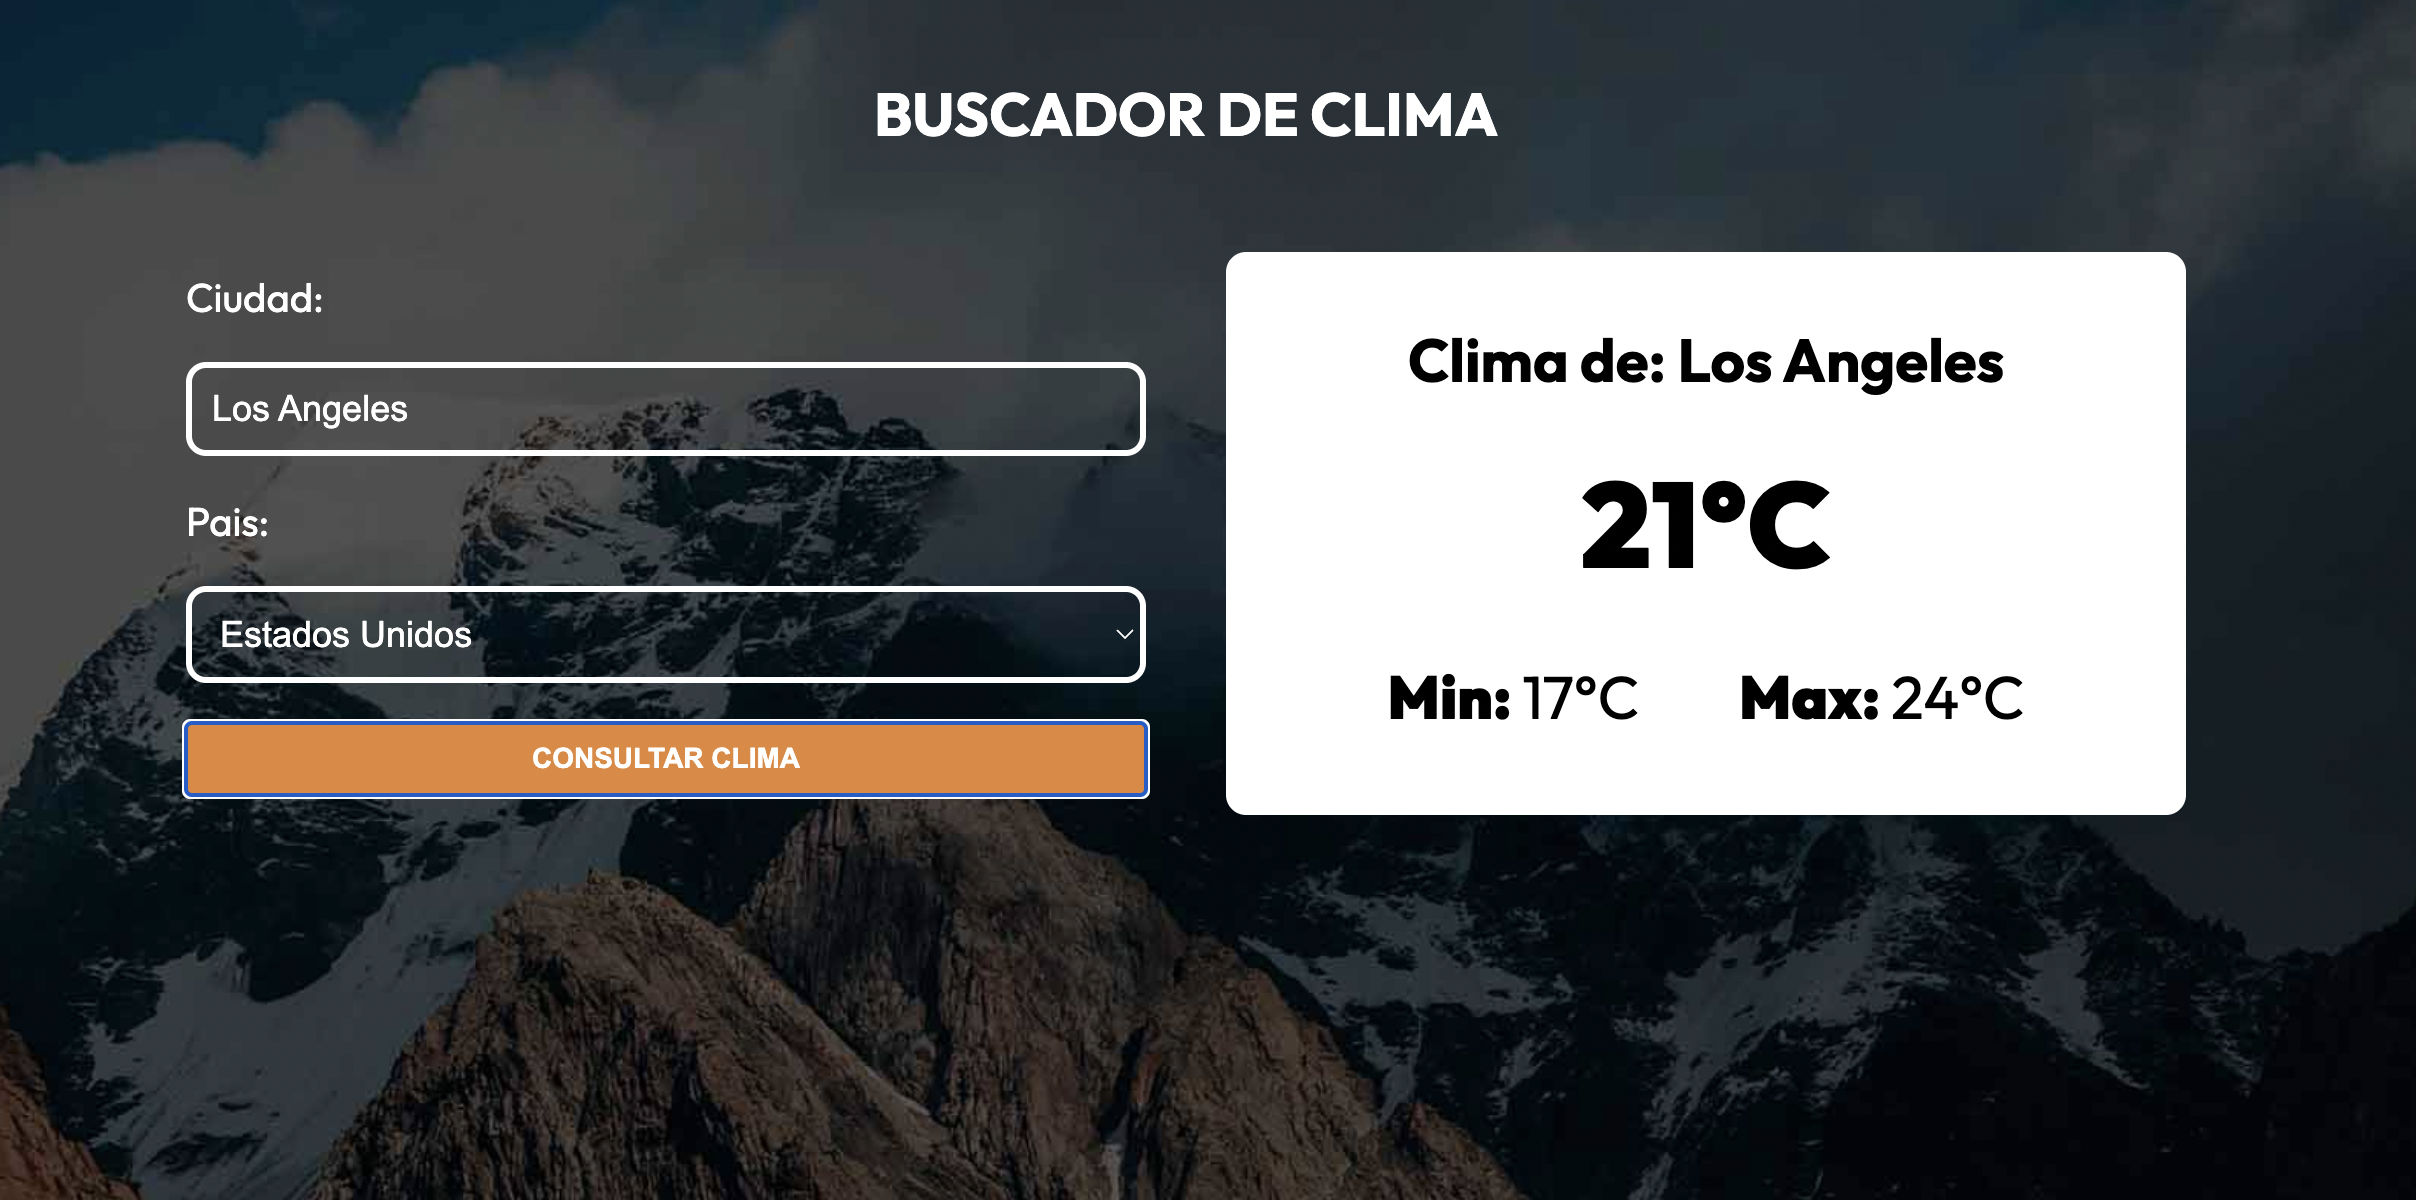 BUSCADOR DE CLIMA
Ciudad:
Los Angeles
Pais:
Estados Unidos
CONSULTAR CLIMA
Clima de: Los Angeles
21°C
Min: 17°C Max: 24°C